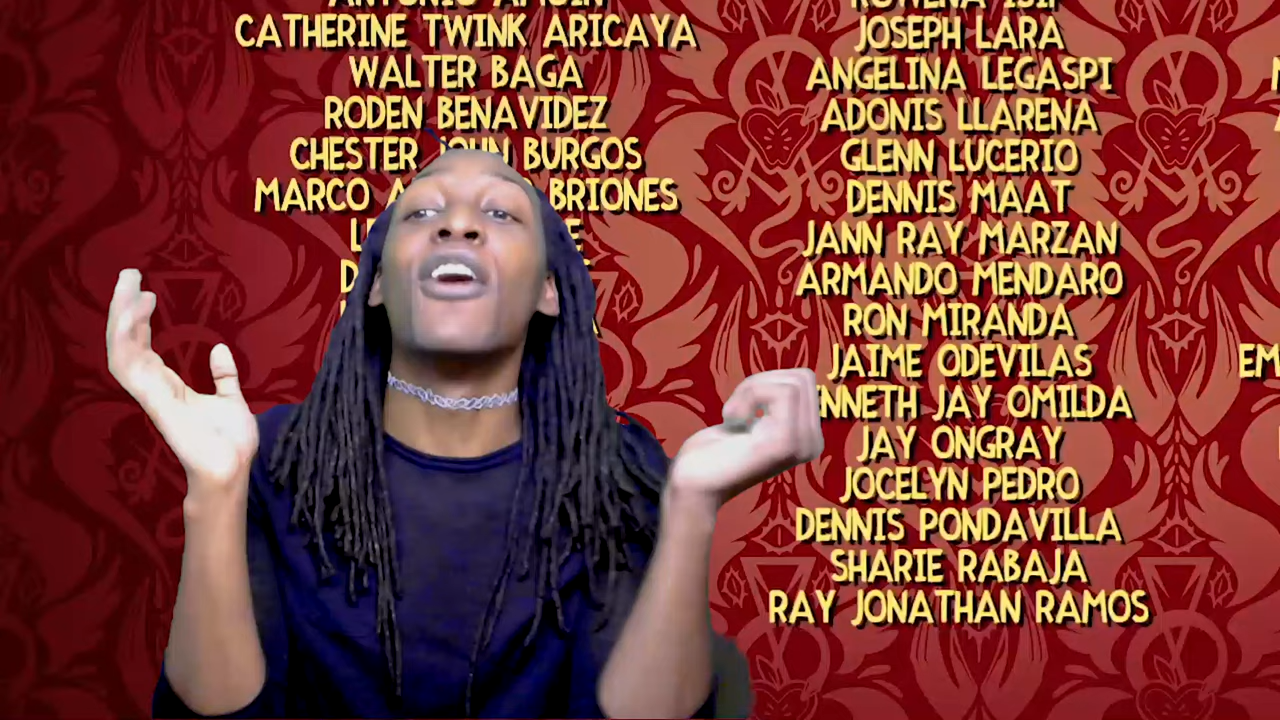 CATHERINE TWINK ARICAYA
WALTER BAGA
RODEN BENAVIDEZ
CHESTER JOHN BURGOS
MARCO
BRIONES
JOSEPH LARA
ANGELINA LEGASPI
ADONIS LLARENA
GLENN LUCERIO
DENNIS MAAT
JANN RAY MARZAN
ARMANDO MENDARO
RON MIRANDA
JAIME ODEVILAS
JAY OMILDA
JAY ONGRAY
JOCELYN PEDRO
DENNIS PONDAVILLA
SHARIE RABAJA
RAY JONATHAN RAMOS